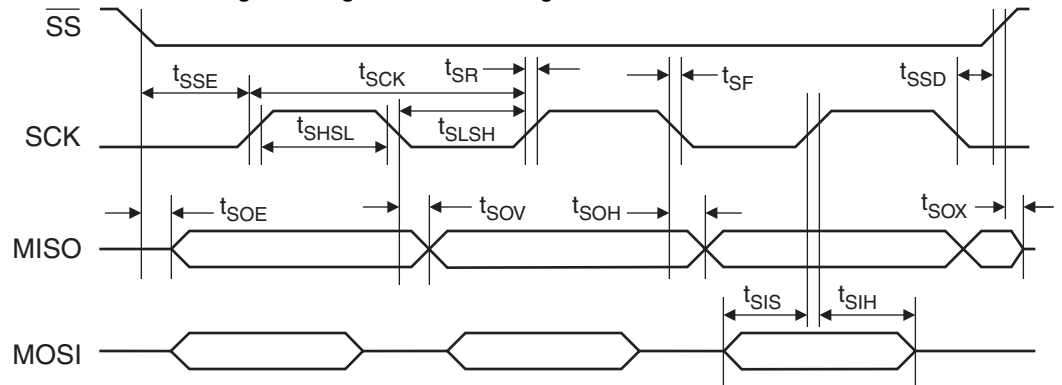 SS
tSSE tSCK tSR tSF tSSD
SCK
tSHSL tSLSH
tSOE tSOV tSOH tSOX
MISO
tSIS tSIH
MOSI